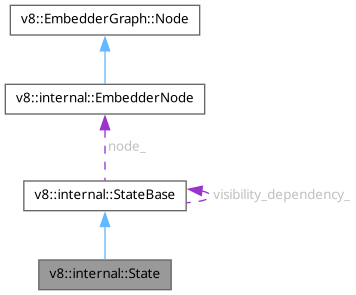 v8::EmbedderGraph::Node
v8::internal::EmbedderNode
node_
v8::internal::StateBase
visibility_dependency_
v8::internal::State